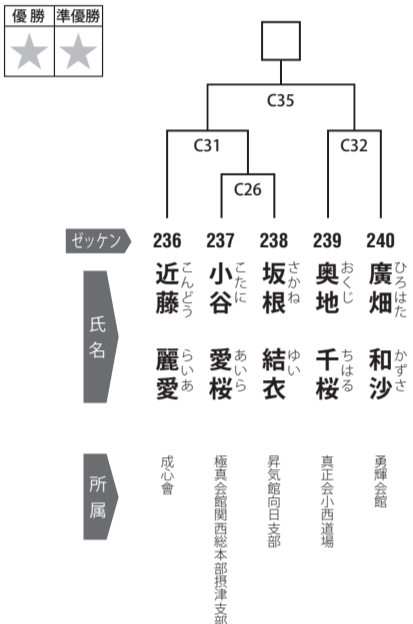 優勝 準優勝
C35
C31 C32
C26
ゼッケン 236 237 238 239 240
氏名
近藤 麗愛
こんどう らいあ
小谷 愛桜
こたに あいら
坂根 結衣
さかね ゆい
奥地 千桜
おくじ ちはる
廣畑 和沙
ひろはた かずさ
所属
成心會
極真会館関西総本部摂津支部
昇気館向日支部
真正会小西道場
勇輝会館